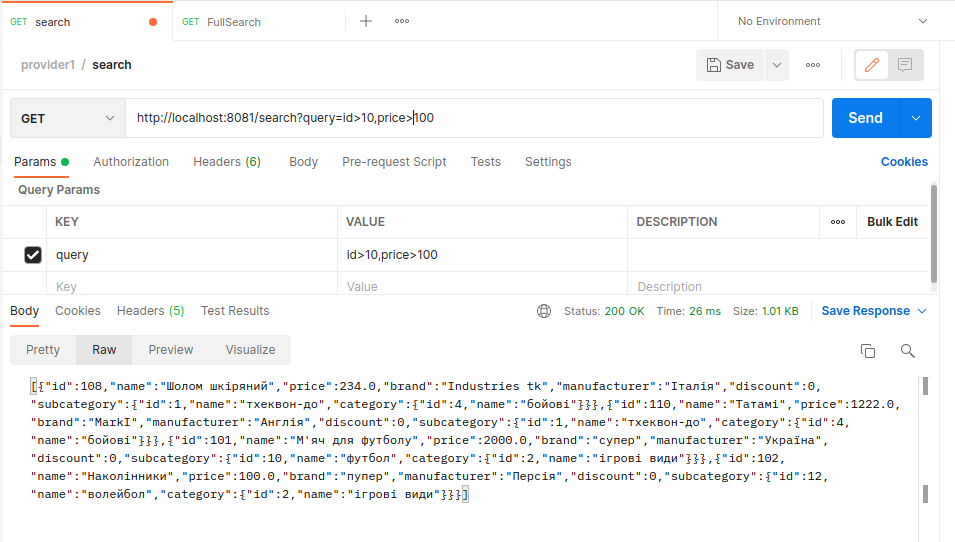 GET search GET FullSearch No Environment
provider1 / search Save
GET http://localhost:8081/search?query=id>10,price>100 Send
Params Authorization Headers (6) Body Pre-request Script Tests Settings Cookies
Query Params
KEY VALUE DESCRIPTION Bulk Edit
query id>10,price>100
Key Value Description
Body Cookies Headers (5) Test Results Status: 200 OK Time: 26 ms Size: 1.01 KB Save Response
Pretty Raw Preview Visualize
[{"id":108,"name":"Шолом шкіряний","price":234.0,"brand":"Industries tk","manufacturer":"Італія","discount":0,
"subcategory":{"id":1,"name":"тхеквон-до","category":{"id":4,"name":"бойові"}}},{"id":110,"name":"Татамі","price":1222.0,
"brand":"MarkI","manufacturer":"Англія","discount":0,"subcategory":{"id":1,"name":"тхеквон-до","category":{"id":4,
"name":"бойові"}}},{"id":101,"name":"М'яч для футболу","price":2000.0,"brand":"супер","manufacturer":"Україна",
"discount":0,"subcategory":{"id":10,"name":"футбол","category":{"id":2,"name":"ігрові види"}}},{"id":102,
"name":"Наколінники","price":100.0,"brand":"пупер","manufacturer":"Персія","discount":0,"subcategory":{"id":12,
"name":"волейбол","category":{"id":2,"name":"ігрові види"}}}]